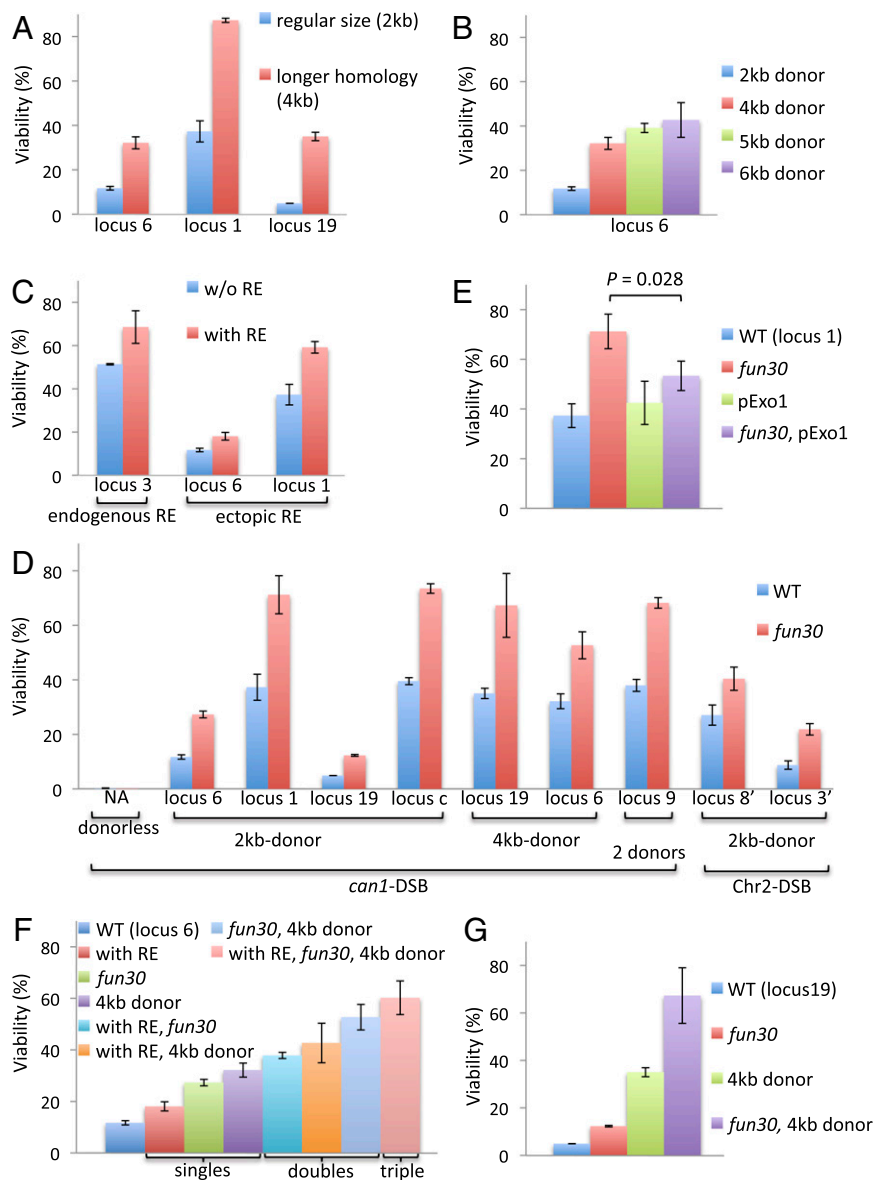 A
Viability (%)
80
60
40
20
0
regular size (2kb)
longer homology
(4kb)
locus 6
locus 1
locus 19
B
Viability (%)
80
60
40
20
0
2kb donor
4kb donor
5kb donor
6kb donor
locus 6
C
Viability (%)
80
60
40
20
0
w/o RE
with RE
locus 3
locus 6
locus 1
endogenous RE
ectopic RE
E
Viability (%)
80
60
40
20
0
P = 0.028
WT (locus 1)
fun30
pExo1
fun30, pExo1
D
Viability (%)
80
60
40
20
0
WT
fun30
NA
locus 6
locus 1
locus 19
locus c
locus 19
locus 6
locus 9
locus 8’
locus 3’
donorless
2kb-donor
4kb-donor
2 donors
2kb-donor
can1-DSB
Chr2-DSB
F
Viability (%)
80
60
40
20
0
WT (locus 6)
with RE
fun30
4kb donor
with RE, fun30
with RE, 4kb donor
fun30, 4kb donor
with RE, fun30, 4kb donor
singles
doubles
triple
G
Viability (%)
80
60
40
20
0
WT (locus19)
fun30
4kb donor
fun30, 4kb donor